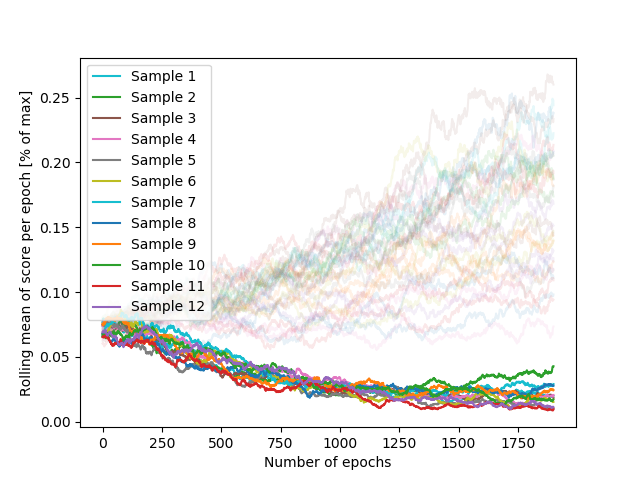 Rolling mean of score per epoch [% of max]
0.25
0.20
0.15
0.10
0.05
0.00
Sample 1
Sample 2
Sample 3
Sample 4
Sample 5
Sample 6
Sample 7
Sample 8
Sample 9
Sample 10
Sample 11
Sample 12
0 250 500 750 1000 1250 1500 1750
Number of epochs